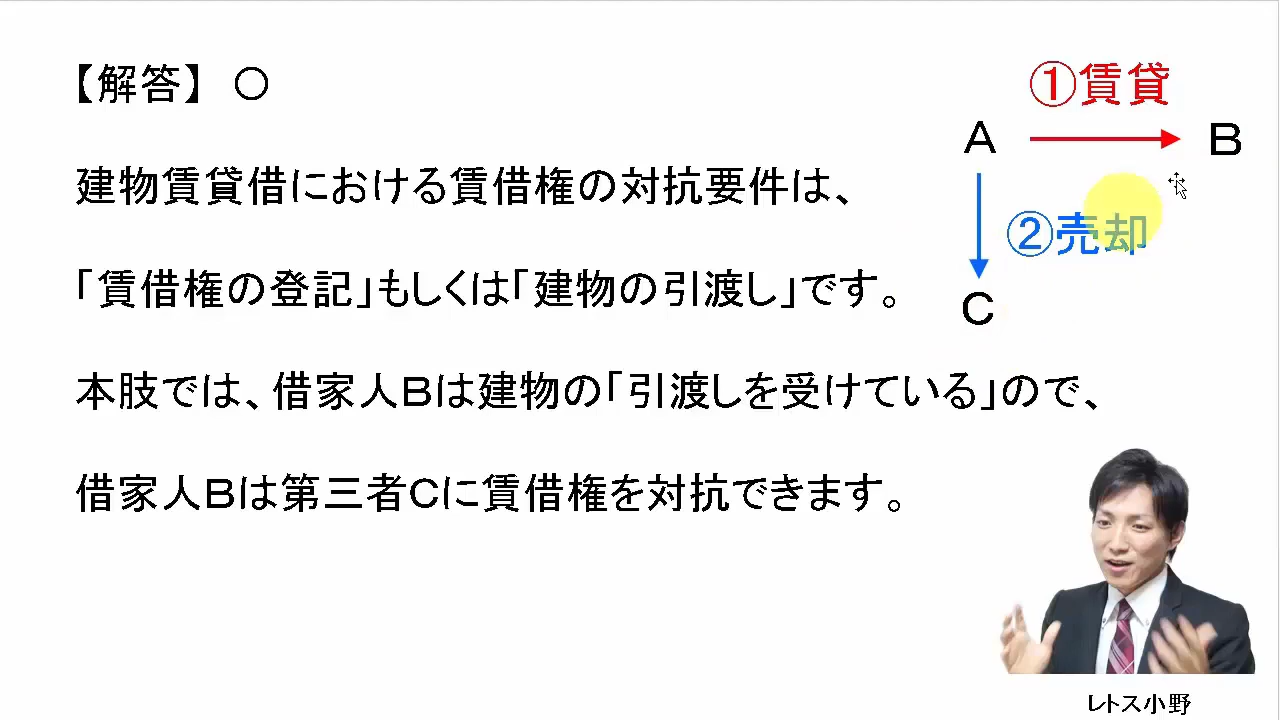 【解答】 ○
①賃貸
A
B
建物賃貸借における賃借権の対抗要件は、
②売却
「賃借権の登記」もしくは「建物の引渡し」です。
C
本肢では、借家人Bは建物の「引渡しを受けている」ので、
借家人Bは第三者Cに賃借権を対抗できます。
レトス小野